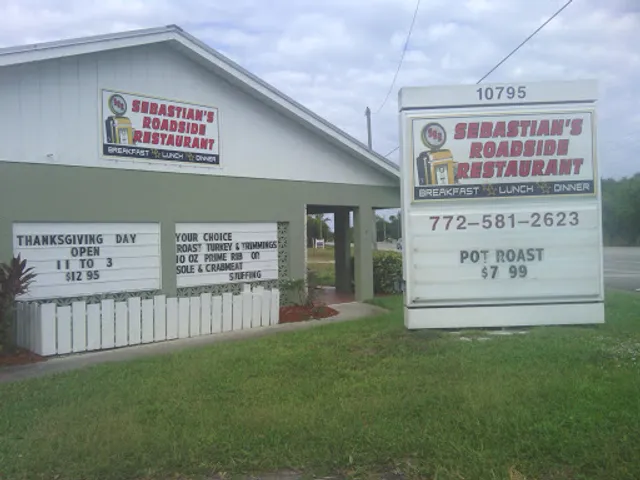 SEBASTIAN'S
ROADSIDE
RESTAURANT
BREAKFAST LUNCH DINNER
THANKSGIVING DAY
OPEN
11 TO 3
$12 95
YOUR CHOICE
ROAST TURKEY & TRIMMINGS
10 OZ PRIME RIB OR
SOLE & CRABMEAT
STUFFING
10795
SEBASTIAN'S
ROADSIDE
RESTAURANT
BREAKFAST LUNCH DINNER
772-581-2623
POT ROAST
$7 99